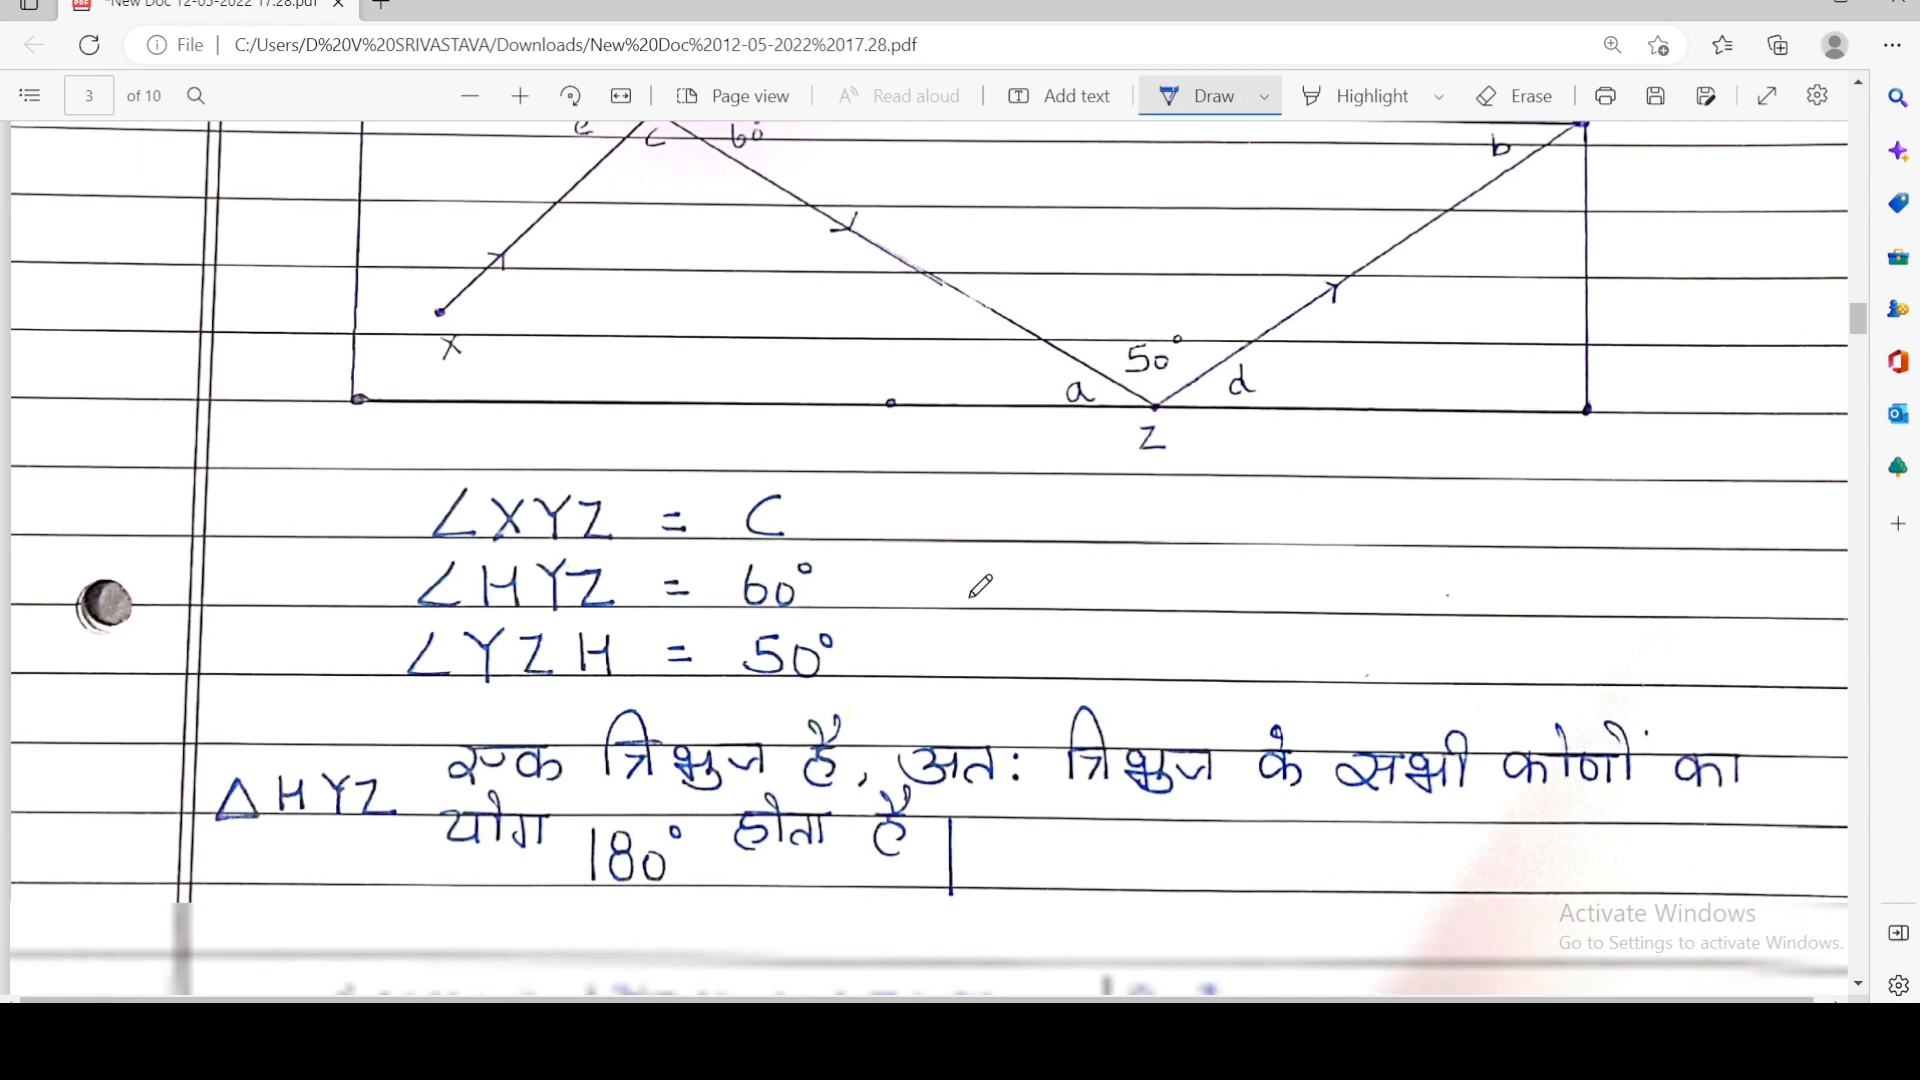 *New Doc 12-05-2022 17.28.pdf
File | C:/Users/D%20V%20SRIVASTAVA/Downloads/New%20Doc%2012-05-2022%2017.28.pdf
3 of 10 Page view Read aloud Add text Draw Highlight Erase
e c 60° b
X
50°
a d
Z
∠XYZ = C
∠HYZ = 60°
∠YZH = 50°
△HYZ एक त्रिभुज है, अतः त्रिभुज के सभी कोणों का
योग 180° होता है |
Activate Windows
Go to Settings to activate Windows.